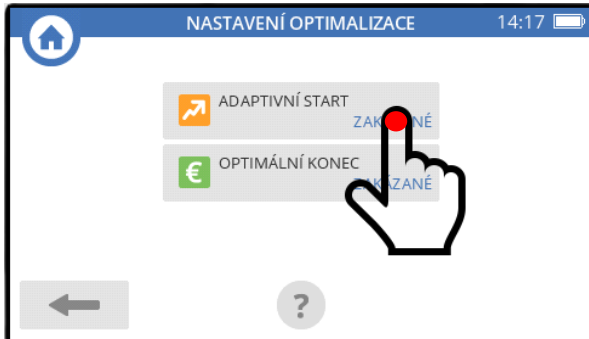 NASTAVENÍ OPTIMALIZACE 14:17
ADAPTIVNÍ START
OPTIMÁLNÍ KONEC
€
?